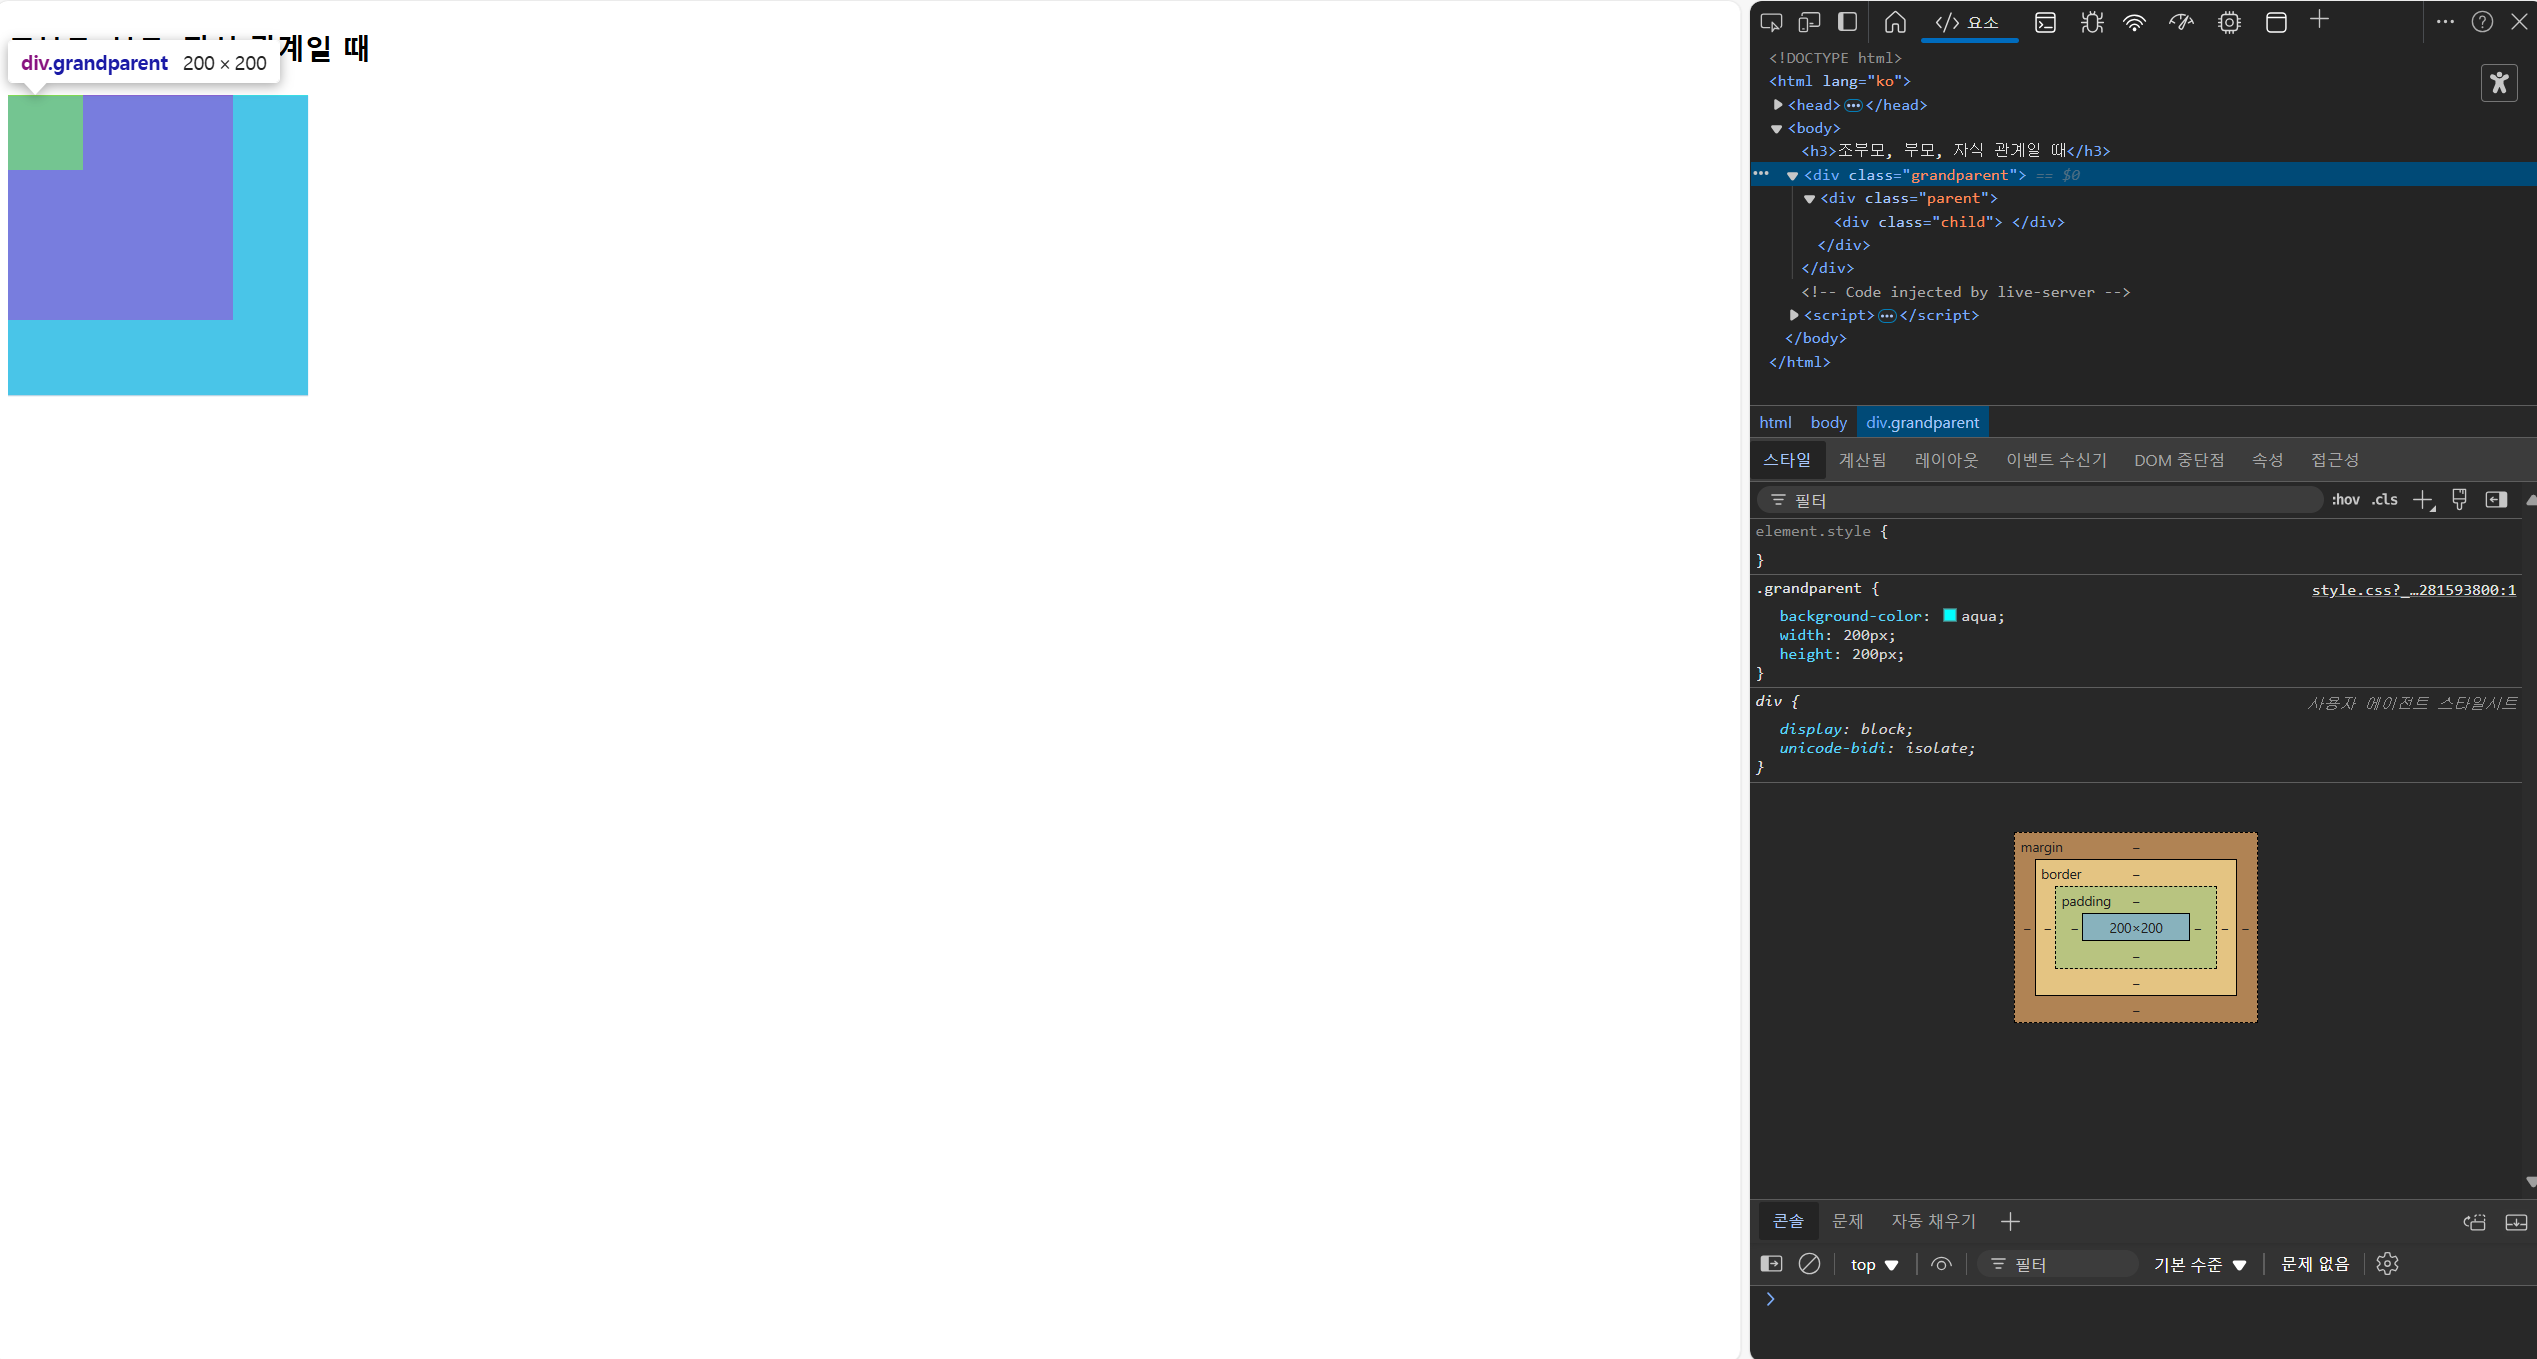 계일 때
div.grandparent 200 × 200
요소
<!DOCTYPE html>
<html lang="ko">
<head>•••</head>
<body>
<h3>조부모, 부모, 자식 관계일 때</h3>
••• <div class="grandparent"> == $0
<div class="parent">
<div class="child"> </div>
</div>
</div>
<!-- Code injected by live-server -->
<script>•••</script>
</body>
</html>
html body div.grandparent
스타일 계산됨 레이아웃 이벤트 수신기 DOM 중단점 속성 접근성
필터 :hov .cls
element.style {
}
.grandparent { style.css?_…281593800:1
background-color: aqua;
width: 200px;
height: 200px;
}
div { 사용자 에이전트 스타일시트
display: block;
unicode-bidi: isolate;
}
margin –
border –
padding –
– – – 200×200 – – –
–
–
–
콘솔 문제 자동 채우기
top 필터 기본 수준 문제 없음